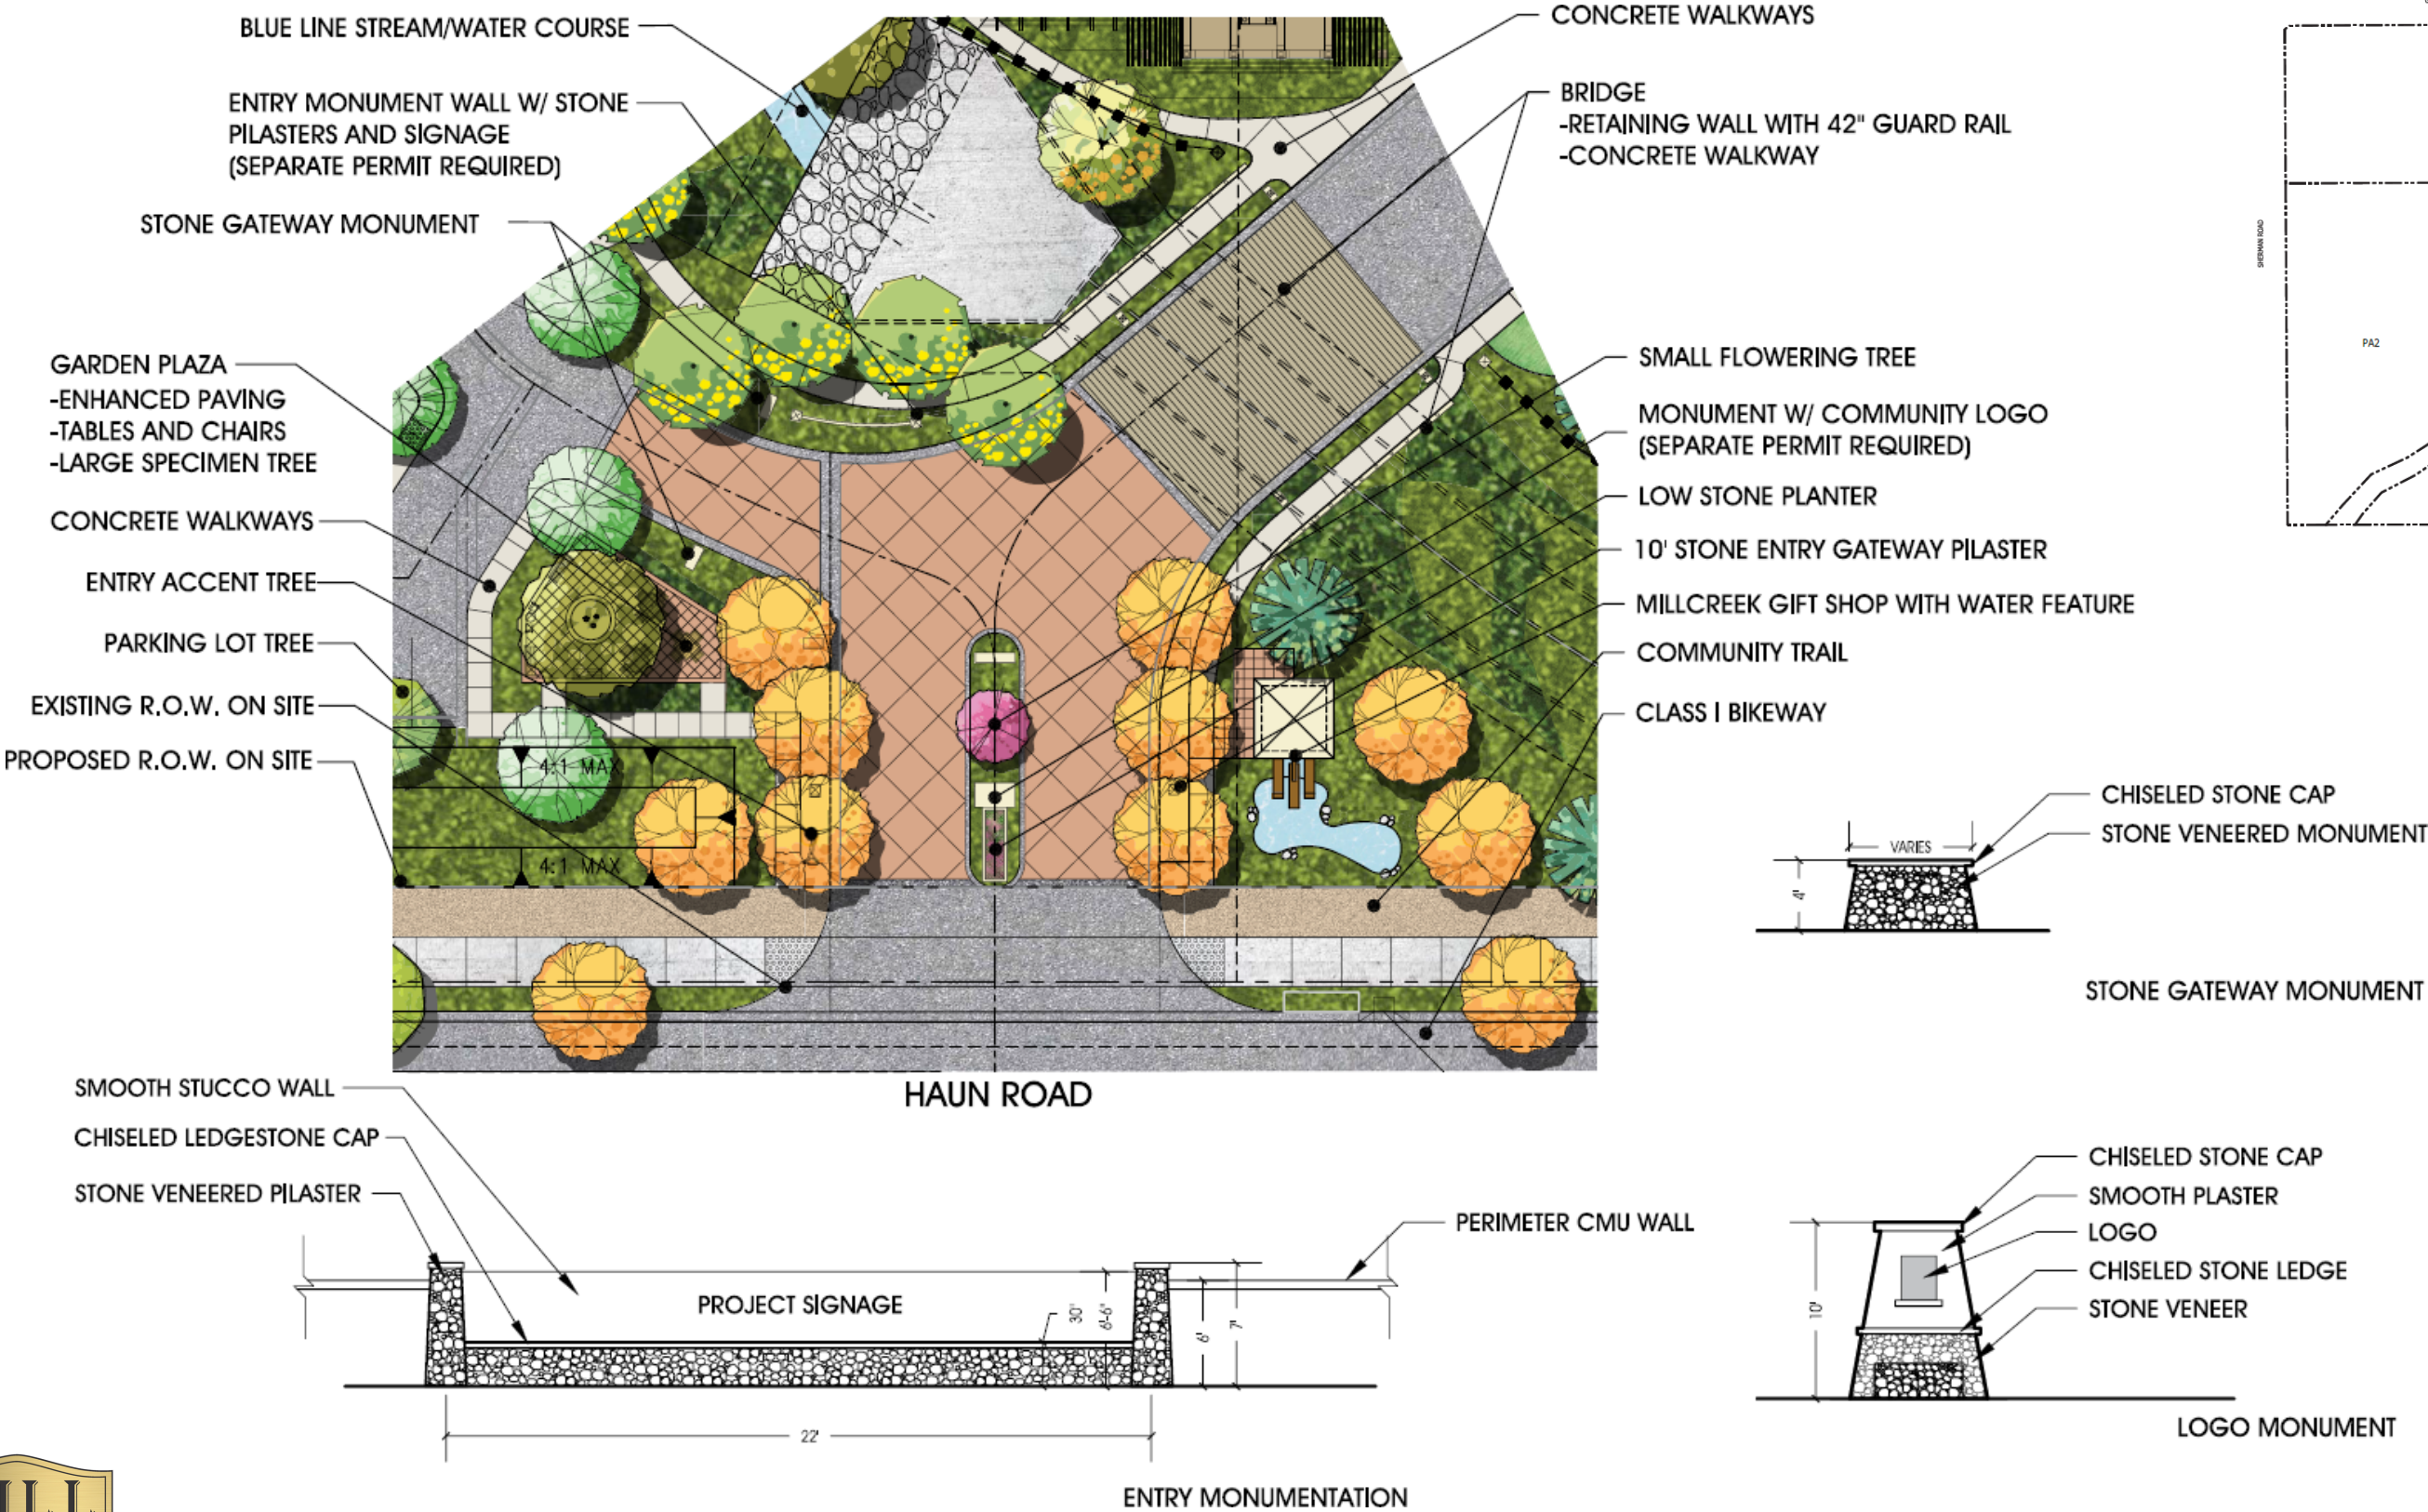 BLUE LINE STREAM/WATER COURSE
ENTRY MONUMENT WALL W/ STONE
PILASTERS AND SIGNAGE
(SEPARATE PERMIT REQUIRED)
STONE GATEWAY MONUMENT
GARDEN PLAZA
-ENHANCED PAVING
-TABLES AND CHAIRS
-LARGE SPECIMEN TREE
CONCRETE WALKWAYS
ENTRY ACCENT TREE
PARKING LOT TREE
EXISTING R.O.W. ON SITE
PROPOSED R.O.W. ON SITE
4:1 MAX
4:1 MAX
CONCRETE WALKWAYS
BRIDGE
-RETAINING WALL WITH 42" GUARD RAIL
-CONCRETE WALKWAY
SMALL FLOWERING TREE
MONUMENT W/ COMMUNITY LOGO
(SEPARATE PERMIT REQUIRED)
LOW STONE PLANTER
10' STONE ENTRY GATEWAY PILASTER
MILLCREEK GIFT SHOP WITH WATER FEATURE
COMMUNITY TRAIL
CLASS I BIKEWAY
SHERMAN ROAD
PA2
HAUN ROAD
CHISELED STONE CAP
STONE VENEERED MONUMENT
VARIES
4'
STONE GATEWAY MONUMENT
SMOOTH STUCCO WALL
CHISELED LEDGESTONE CAP
STONE VENEERED PILASTER
PERIMETER CMU WALL
PROJECT SIGNAGE
30"
6'-6"
6'
7'
22'
ENTRY MONUMENTATION
CHISELED STONE CAP
SMOOTH PLASTER
LOGO
CHISELED STONE LEDGE
STONE VENEER
10'
LOGO MONUMENT